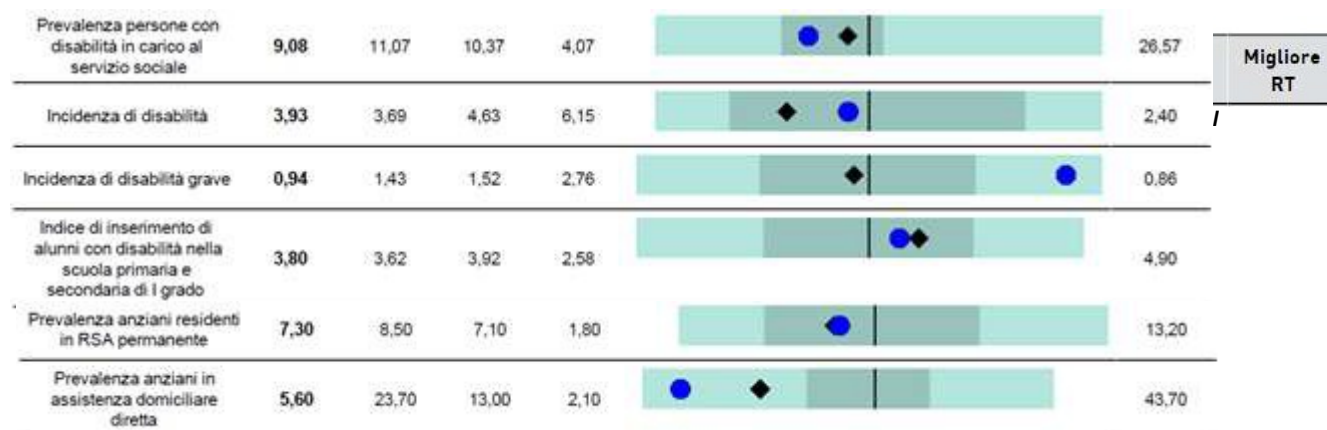 Prevalenza persone con
disabilità in carico al
servizio sociale
9,08 11,07 10,37 4,07 26,57
Migliore
RT
Incidenza di disabilità 3,93 3,69 4,63 6,15 2,40
Incidenza di disabilità grave 0,94 1,43 1,52 2,76 0,86
Indice di inserimento di
alunni con disabilità nella
scuola primaria e
secondaria di I grado
3,80 3,62 3,92 2,58 4,90
Prevalenza anziani residenti
in RSA permanente
7,30 8,50 7,10 1,80 13,20
Prevalenza anziani in
assistenza domiciliare
diretta
5,60 23,70 13,00 2,10 43,70